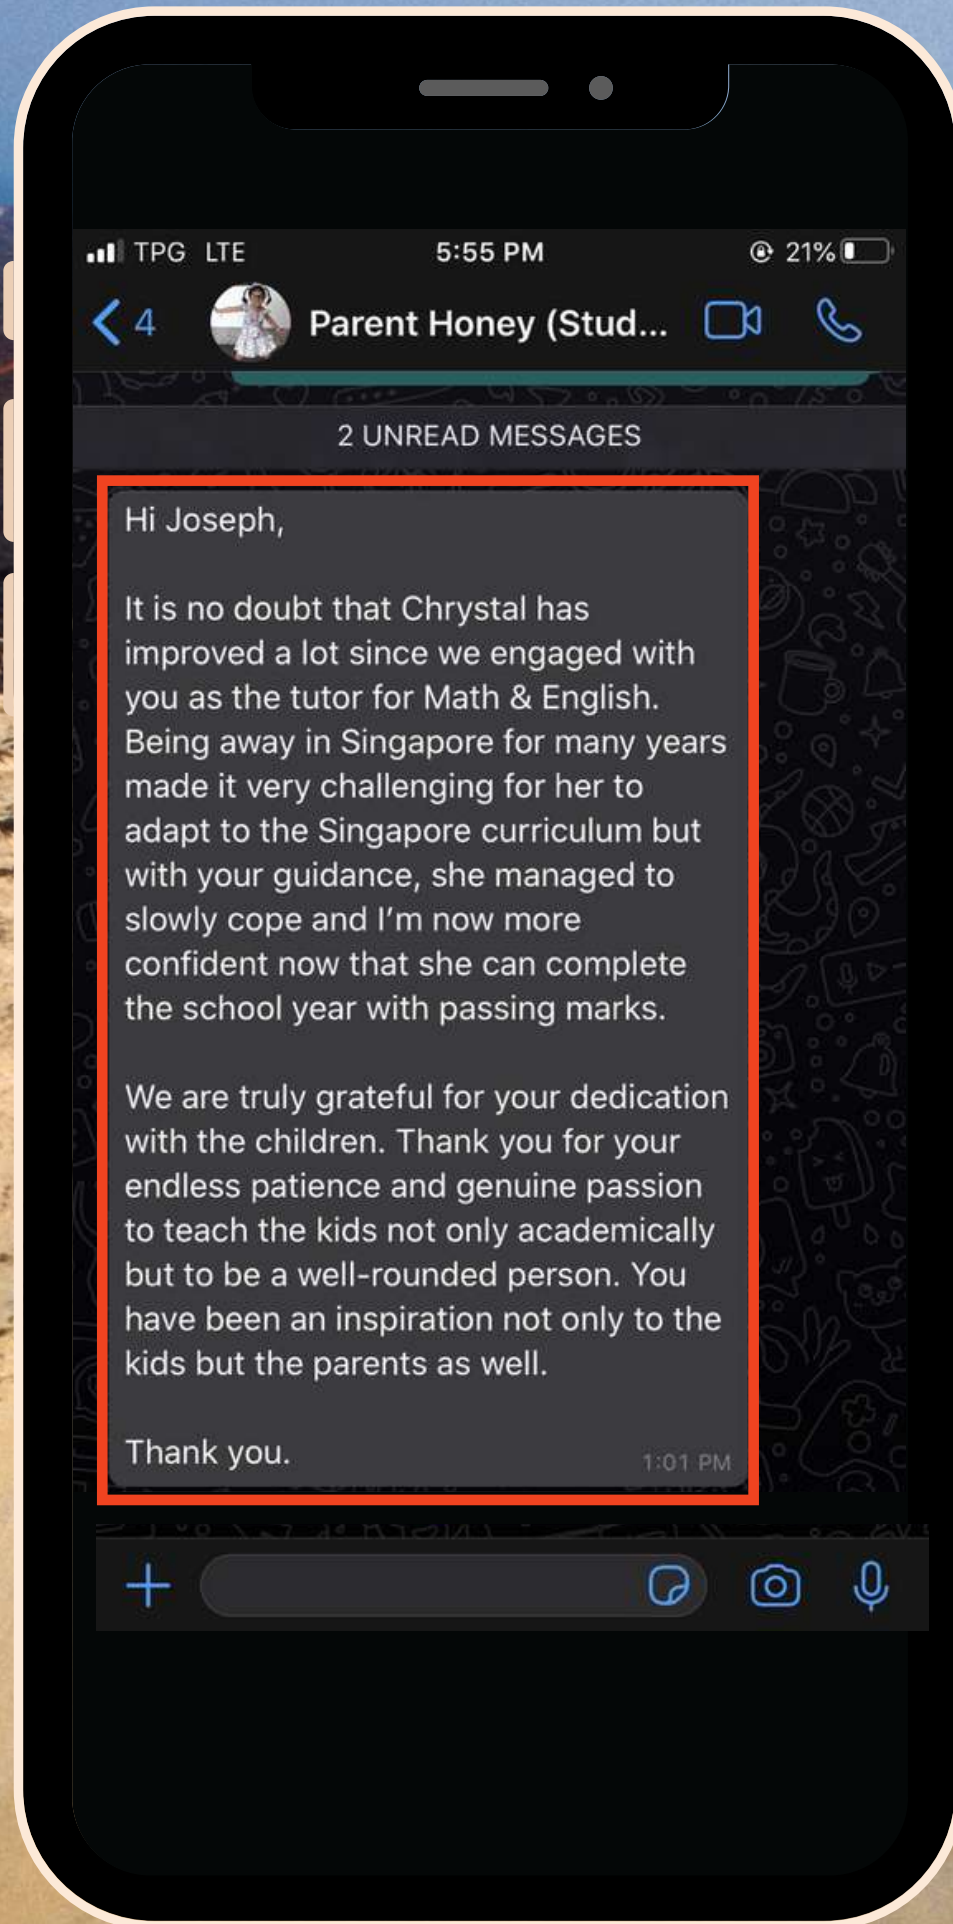 TPG LTE 5:55 PM 21%
4 Parent Honey (Stud...
2 UNREAD MESSAGES
Hi Joseph,
It is no doubt that Chrystal has
improved a lot since we engaged with
you as the tutor for Math & English.
Being away in Singapore for many years
made it very challenging for her to
adapt to the Singapore curriculum but
with your guidance, she managed to
slowly cope and I'm now more
confident now that she can complete
the school year with passing marks.
We are truly grateful for your dedication
with the children. Thank you for your
endless patience and genuine passion
to teach the kids not only academically
but to be a well-rounded person. You
have been an inspiration not only to the
kids but the parents as well.
Thank you.
1:01 PM